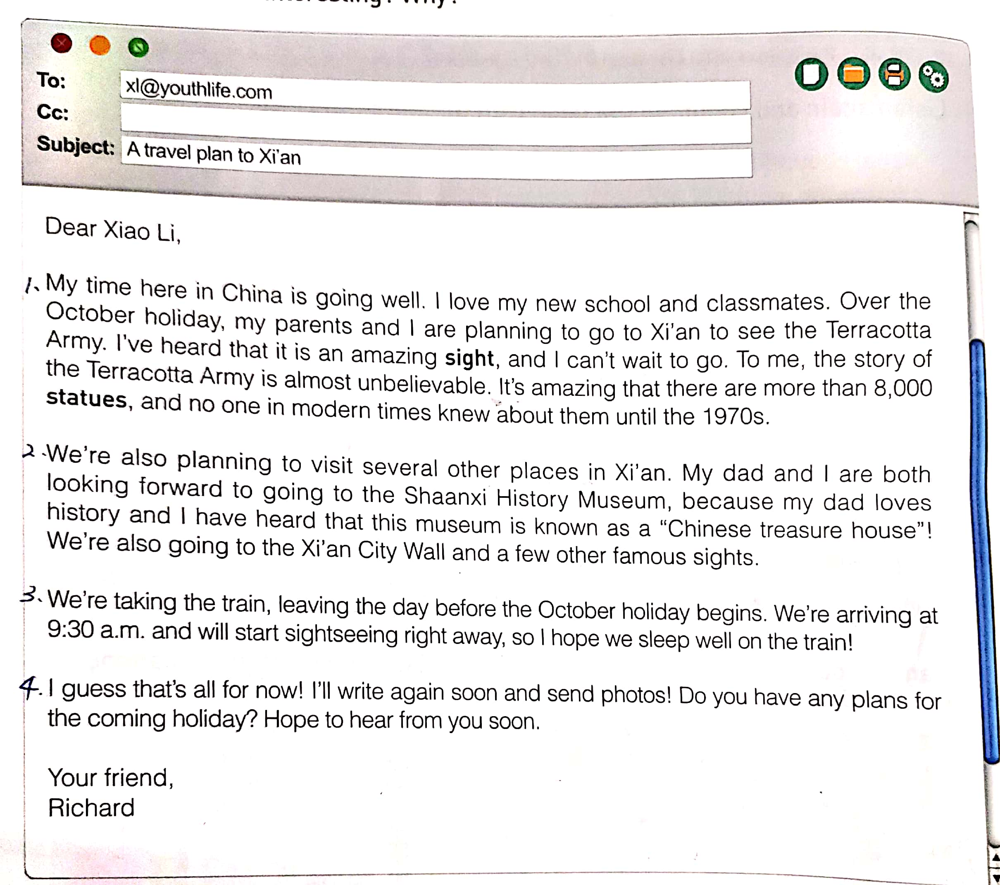 To:
xl@youthlife.com
Cc:
Subject:
A travel plan to Xi'an
Dear Xiao Li,
1、My time here in China is going well. I love my new school and classmates. Over the
October holiday, my parents and I are planning to go to Xi'an to see the Terracotta
Army. I've heard that it is an amazing sight, and I can't wait to go. To me, the story of
the Terracotta Army is almost unbelievable. It's amazing that there are more than 8,000
statues, and no one in modern times knew about them until the 1970s.
2.We're also planning to visit several other places in Xi'an. My dad and I are both
looking forward to going to the Shaanxi History Museum, because my dad loves
history and I have heard that this museum is known as a “Chinese treasure house”!
We're also going to the Xi'an City Wall and a few other famous sights.
3、We're taking the train, leaving the day before the October holiday begins. We're arriving at
9:30 a.m. and will start sightseeing right away, so I hope we sleep well on the train!
4.I guess that's all for now! I'll write again soon and send photos! Do you have any plans for
the coming holiday? Hope to hear from you soon.
Your friend,
Richard